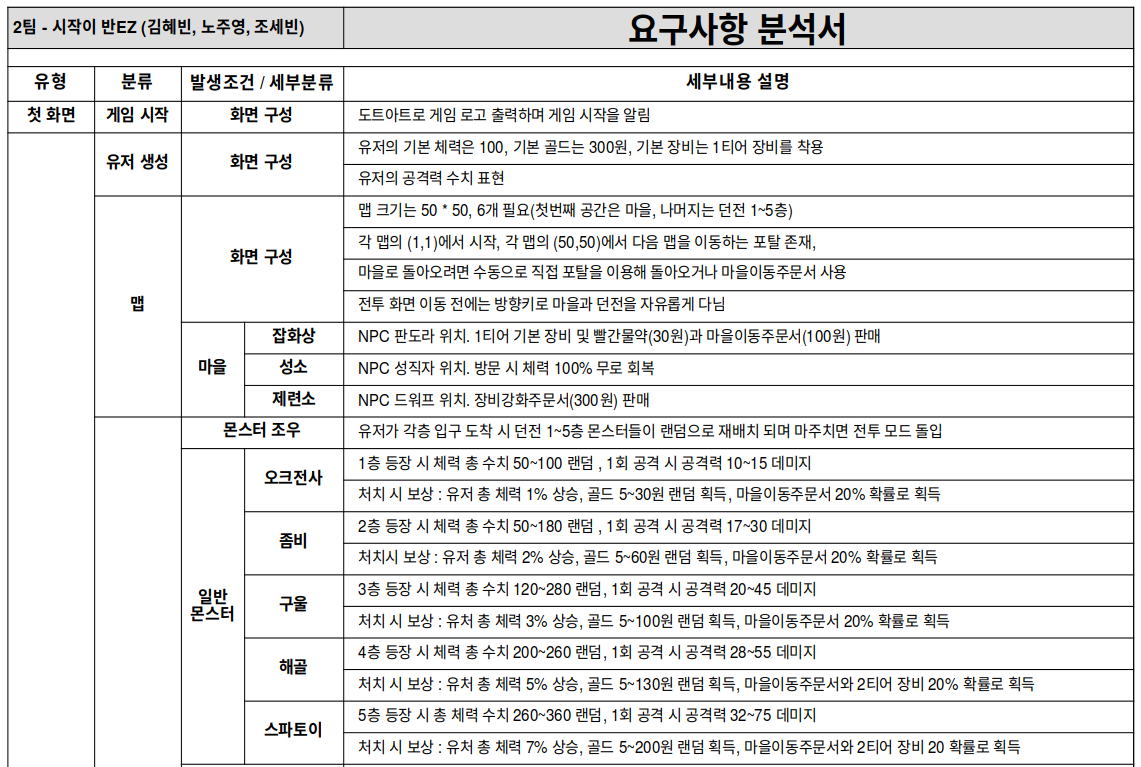 2팀 - 시작이 반EZ (김혜빈, 노주영, 조세빈)
요구사항 분석서
유형
분류
발생조건 / 세부분류
세부내용 설명
첫 화면
게임 시작
화면 구성
도트아트로 게임 로고 출력하며 게임 시작을 알림
유저 생성
화면 구성
유저의 기본 체력은 100, 기본 골드는 300원, 기본 장비는 1티어 장비를 착용
유저의 공격력 수치 표현
맵
화면 구성
맵 크기는 50 * 50, 6개 필요(첫번째 공간은 마을, 나머지는 던전 1~5층)
각 맵의 (1,1)에서 시작, 각 맵의 (50,50)에서 다음 맵을 이동하는 포탈 존재,
마을로 돌아오려면 수동으로 직접 포탈을 이용해 돌아오거나 마을이동주문서 사용
전투 화면 이동 전에는 방향키로 마을과 던전을 자유롭게 다님
마을
잡화상
NPC 판도라 위치. 1티어 기본 장비 및 빨간물약(30원)과 마을이동주문서(100원) 판매
성소
NPC 성직자 위치. 방문 시 체력 100% 무로 회복
제련소
NPC 드워프 위치. 장비강화주문서(300원) 판매
몬스터 조우
유저가 각층 입구 도착 시 던전 1~5층 몬스터들이 랜덤으로 재배치 되며 마주치면 전투 모드 돌입
일반
몬스터
오크전사
1층 등장 시 체력 총 수치 50~100 랜덤 , 1회 공격 시 공격력 10~15 데미지
처치 시 보상 : 유저 총 체력 1% 상승, 골드 5~30원 랜덤 획득, 마을이동주문서 20% 확률로 획득
좀비
2층 등장 시 체력 총 수치 50~180 랜덤 , 1회 공격 시 공격력 17~30 데미지
처치시 보상 : 유저 총 체력 2% 상승, 골드 5~60원 랜덤 획득, 마을이동주문서 20% 확률로 획득
구울
3층 등장 시 체력 총 수치 120~280 랜덤, 1회 공격 시 공격력 20~45 데미지
처치 시 보상 : 유처 총 체력 3% 상승, 골드 5~100원 랜덤 획득, 마을이동주문서 20% 확률로 획득
해골
4층 등장 시 체력 총 수치 200~260 랜덤, 1회 공격 시 공격력 28~55 데미지
처치 시 보상 : 유처 총 체력 5% 상승, 골드 5~130원 랜덤 획득, 마을이동주문서와 2티어 장비 20% 확률로 획득
스파토이
5층 등장 시 총 체력 수치 260~360 랜덤, 1회 공격 시 공격력 32~75 데미지
처치 시 보상 : 유처 총 체력 7% 상승, 골드 5~200원 랜덤 획득, 마을이동주문서와 2티어 장비 20 확률로 획득